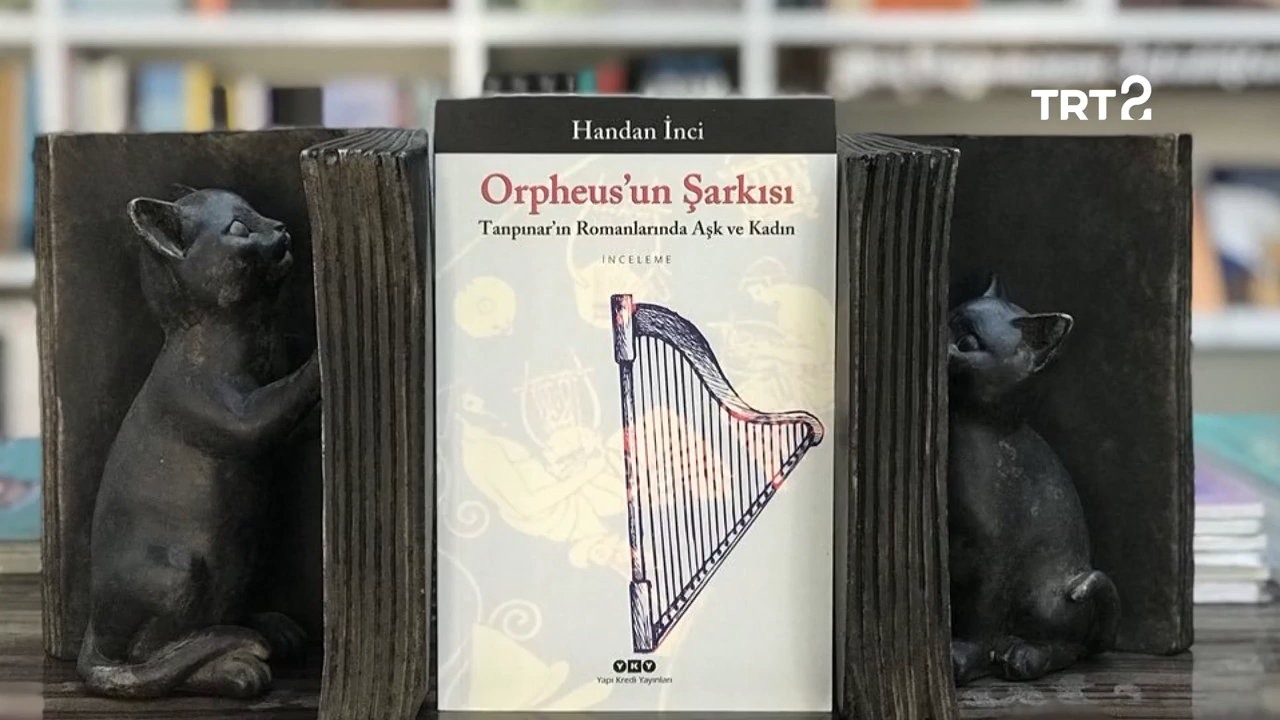 TRT2
Handan İnci
Orpheus'un Şarkısı
Tanpınar'ın Romanlarında Aşk ve Kadın
İNCELEME
YKY
Yapı Kredi Yayınları